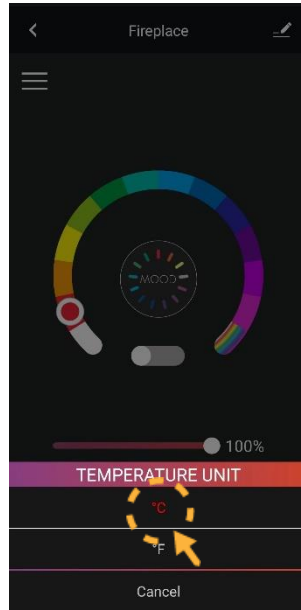 Fireplace
MOOD
100%
TEMPERATURE UNIT
°C
°F
Cancel